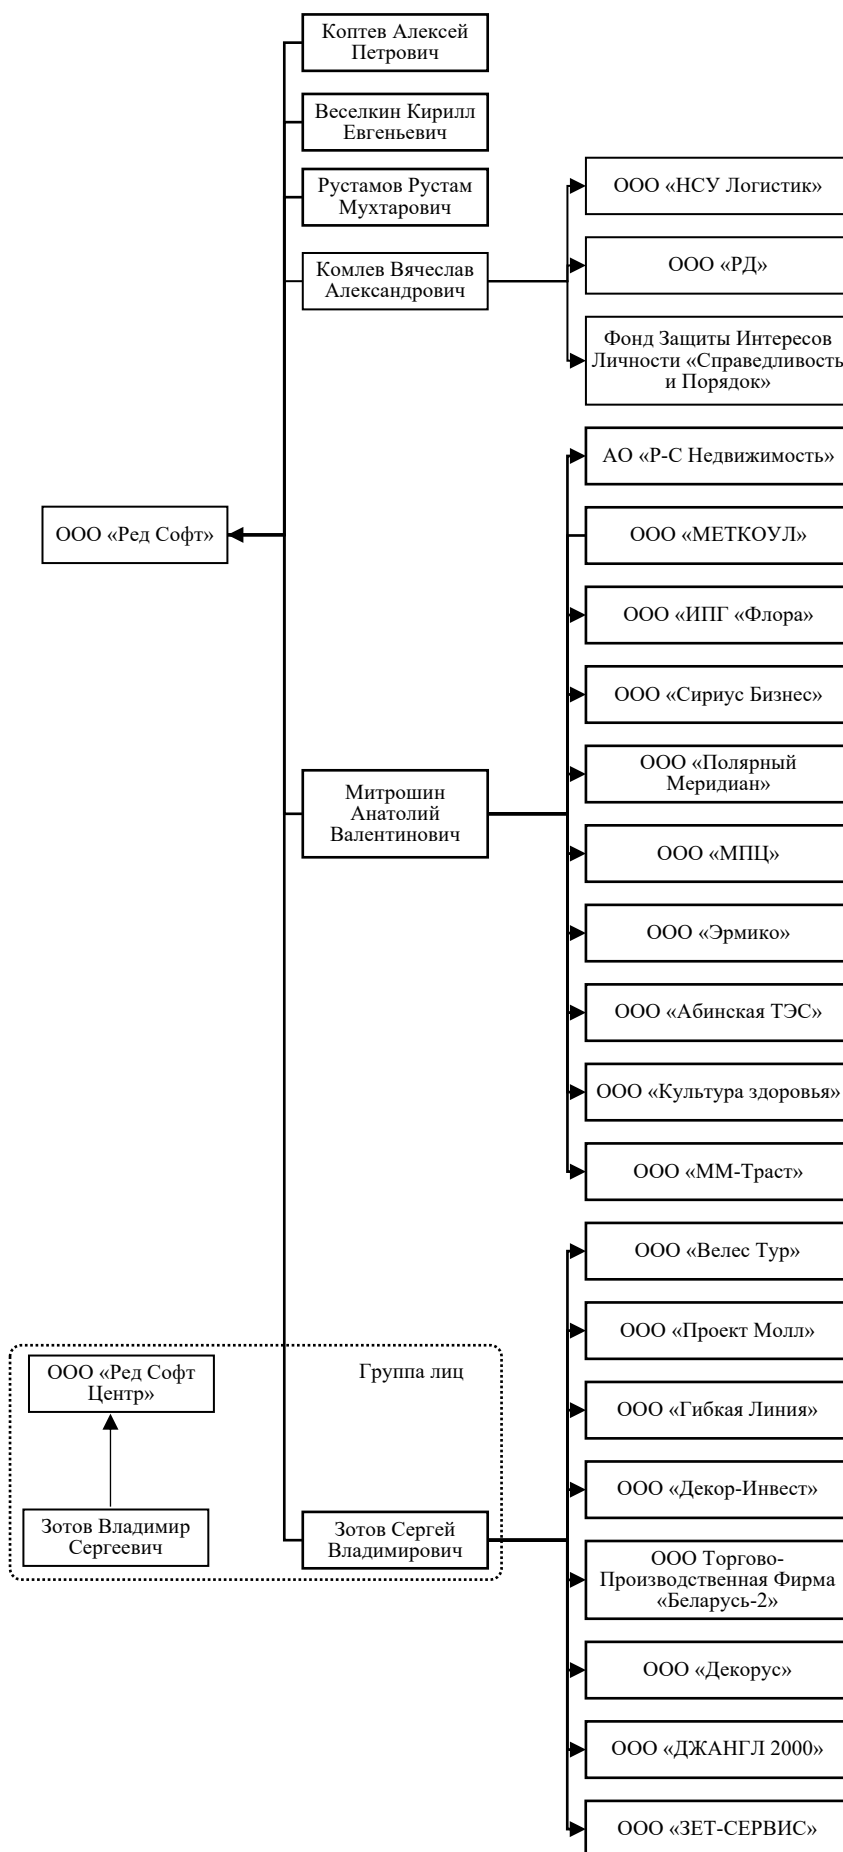 Коптев Алексей
Петрович
Веселкин Кирилл
Евгеньевич
Рустамов Рустам
Мухтарович
Комлев Вячеслав
Александрович
ООО «НСУ Логистик»
ООО «РД»
Фонд Защиты Интересов
Личности «Справедливость
и Порядок»
АО «Р-С Недвижимость»
ООО «Ред Софт»
ООО «МЕТКОУЛ»
ООО «ИПГ «Флора»
ООО «Сириус Бизнес»
ООО «Полярный
Меридиан»
Митрошин
Анатолий
Валентинович
ООО «МПЦ»
ООО «Эрмико»
ООО «Абинская ТЭС»
ООО «Культура здоровья»
ООО «ММ-Траст»
ООО «Велес Тур»
ООО «Проект Молл»
Группа лиц
ООО «Ред Софт
Центр»
ООО «Гибкая Линия»
ООО «Декор-Инвест»
Зотов Владимир
Сергеевич
Зотов Сергей
Владимирович
ООО Торгово-
Производственная Фирма
«Беларусь-2»
ООО «Декорус»
ООО «ДЖАНГЛ 2000»
ООО «ЗЕТ-СЕРВИС»